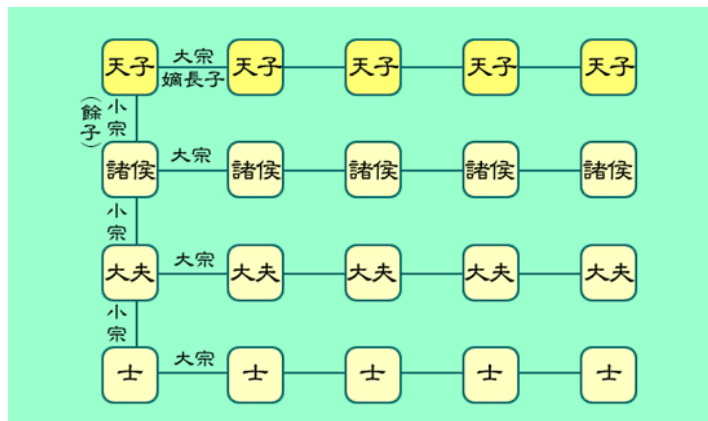 天子 大宗 嫡長子 天子 天子 天子 天子
小宗
（餘子）
諸侯 大宗 諸侯 諸侯 諸侯 諸侯
小宗
大夫 大宗 大夫 大夫 大夫 大夫
小宗
士 大宗 士 士 士 士